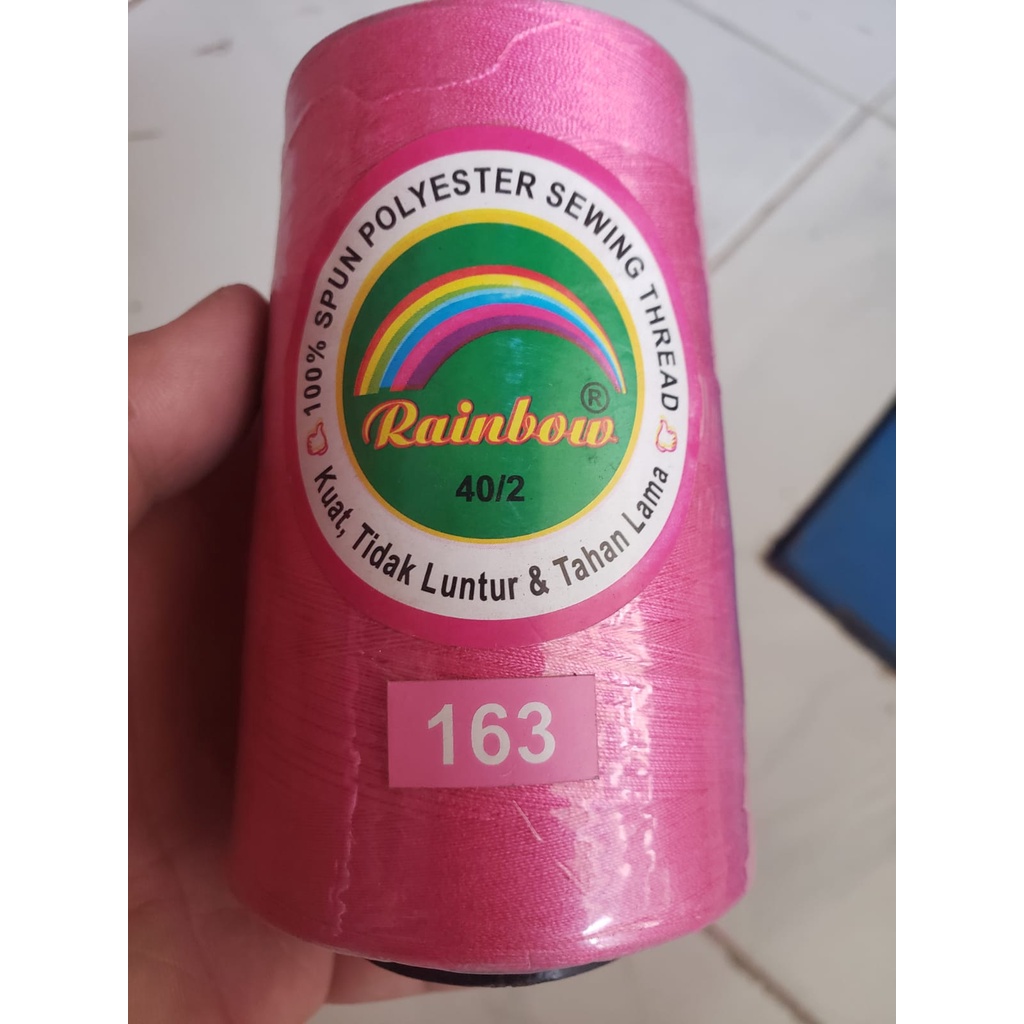 100% SPUN POLYESTER SEWING THREAD
Rainbow ®
40/2
Kuat, Tidak Luntur & Tahan Lama
163